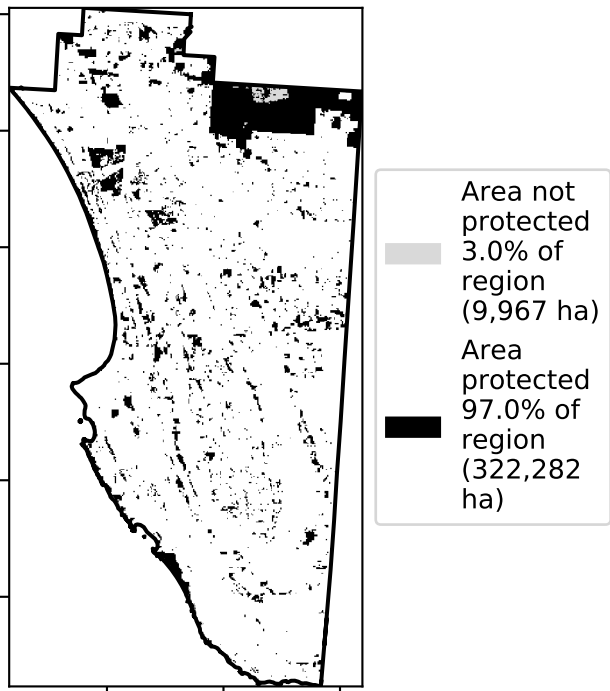 Area not
protected
3.0% of
region
(9,967 ha)
Area
protected
97.0% of
region
(322,282
ha)